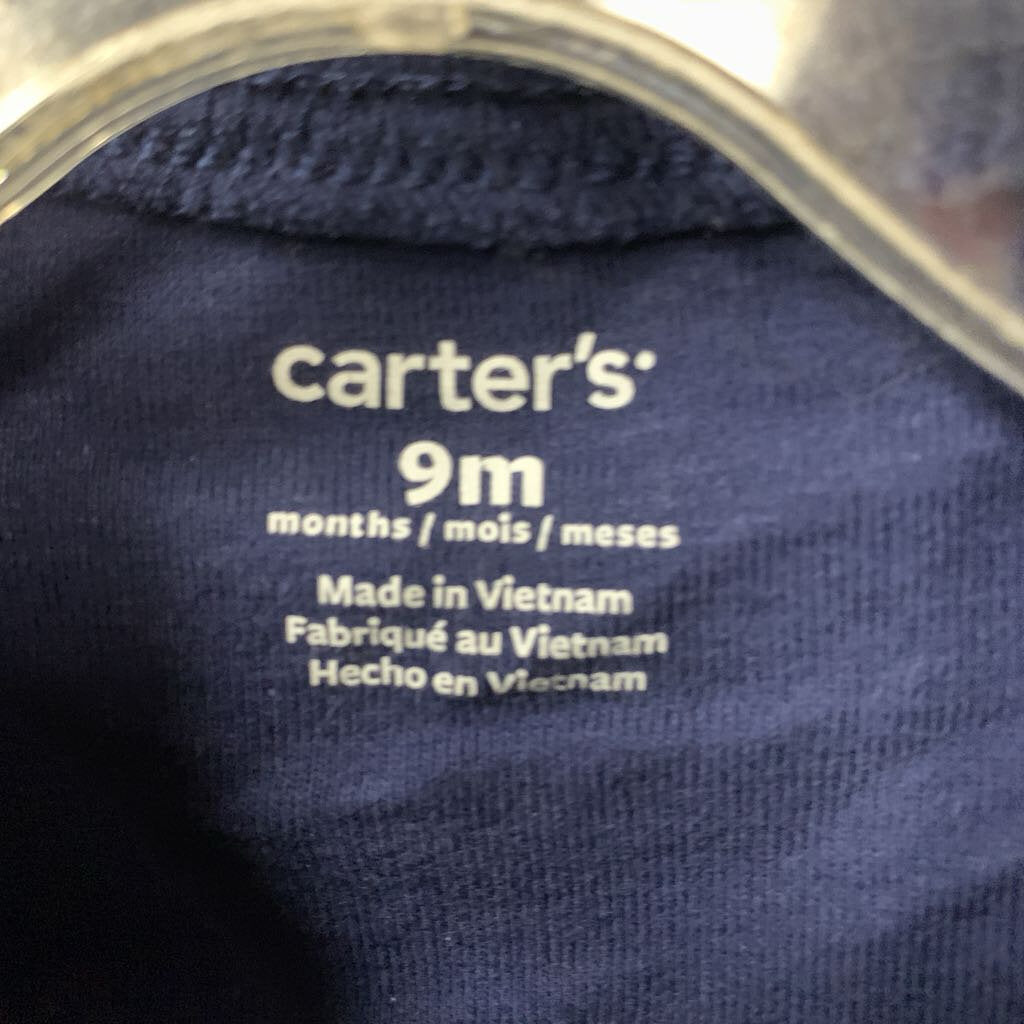 carter's
9m
months / mois / meses
Made in Vietnam
Fabriqué au Vietnam
Hecho en Vietnam